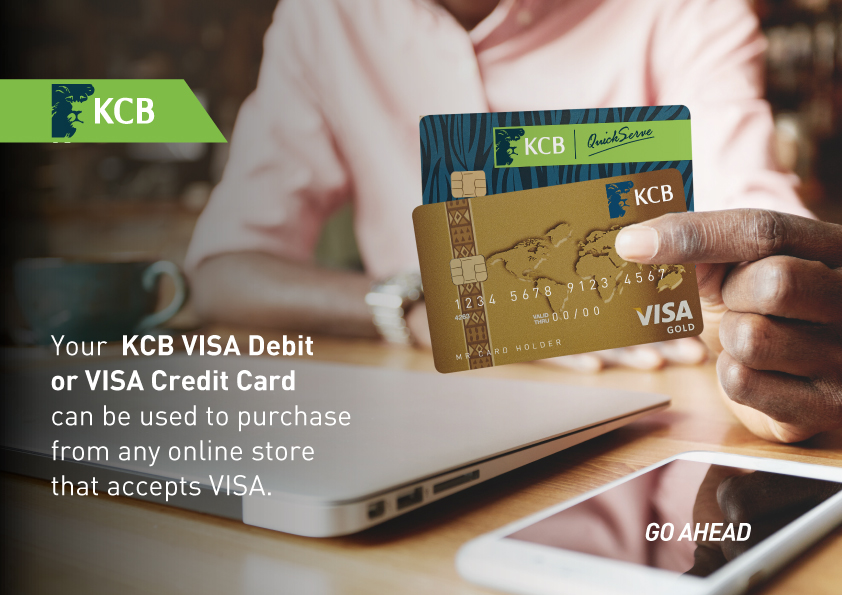 KCB
KCB | QuickServe
KCB
1234 5678 9123 4567
VALID
THRU 00/00
VISA
GOLD
MR CARD HOLDER
Your KCB VISA Debit
or VISA Credit Card
can be used to purchase
from any online store
that accepts VISA.
GO AHEAD